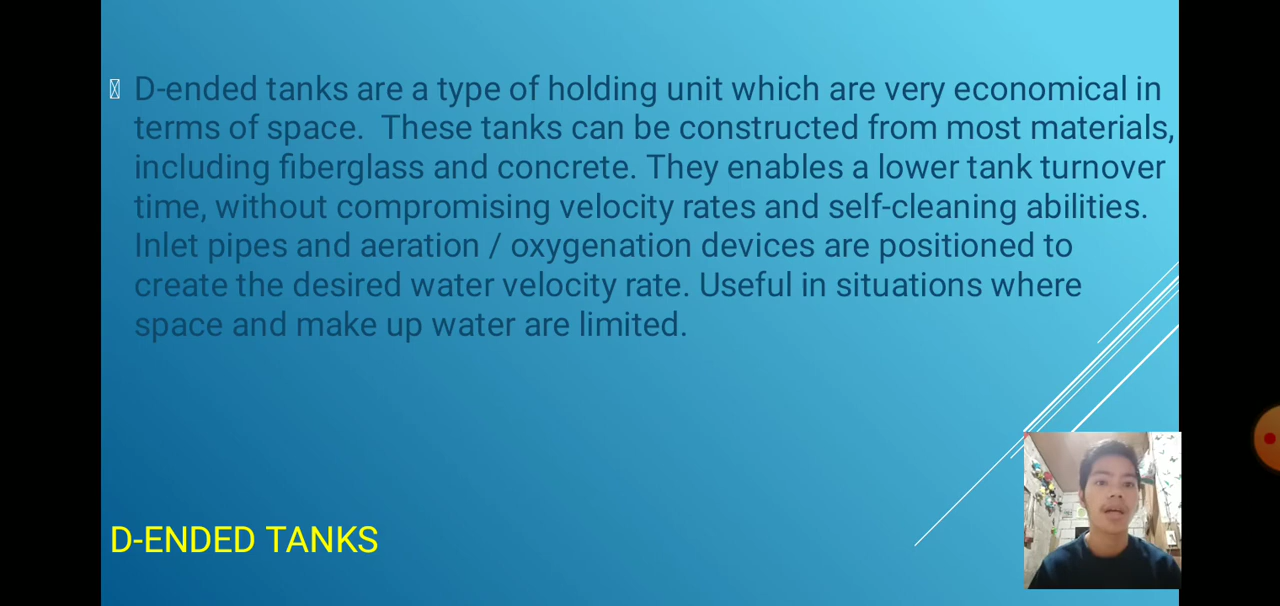 D-ended tanks are a type of holding unit which are very economical in
terms of space.  These tanks can be constructed from most materials,
including fiberglass and concrete. They enables a lower tank turnover
time, without compromising velocity rates and self-cleaning abilities.
Inlet pipes and aeration / oxygenation devices are positioned to
create the desired water velocity rate. Useful in situations where
space and make up water are limited.
D-ENDED TANKS